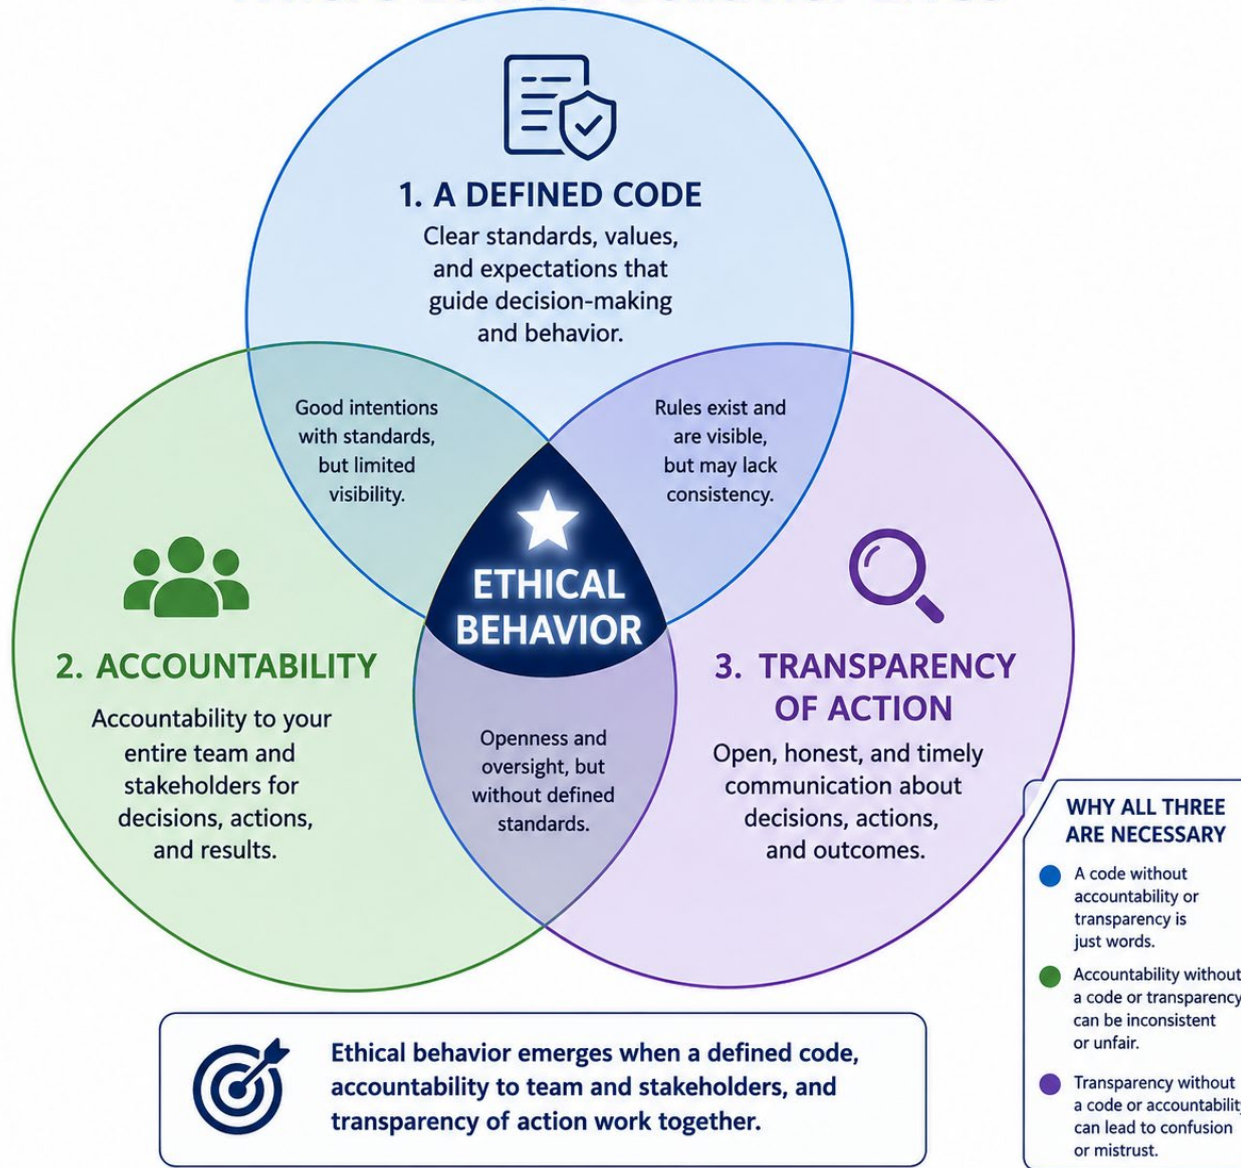 1. A DEFINED CODE
Clear standards, values,
and expectations that
guide decision-making
and behavior.
Good intentions
with standards,
but limited
visibility.
Rules exist and
are visible,
but may lack
consistency.
ETHICAL
BEHAVIOR
2. ACCOUNTABILITY
Accountability to your
entire team and
stakeholders for
decisions, actions,
and results.
3. TRANSPARENCY
OF ACTION
Open, honest, and timely
communication about
decisions, actions,
and outcomes.
Openness and
oversight, but
without defined
standards.
WHY ALL THREE
ARE NECESSARY
A code without
accountability or
transparency is
just words.
Accountability without
a code or transparency
can be inconsistent
or unfair.
Transparency without
a code or accountability
can lead to confusion
or mistrust.
Ethical behavior emerges when a defined code,
accountability to team and stakeholders, and
transparency of action work together.